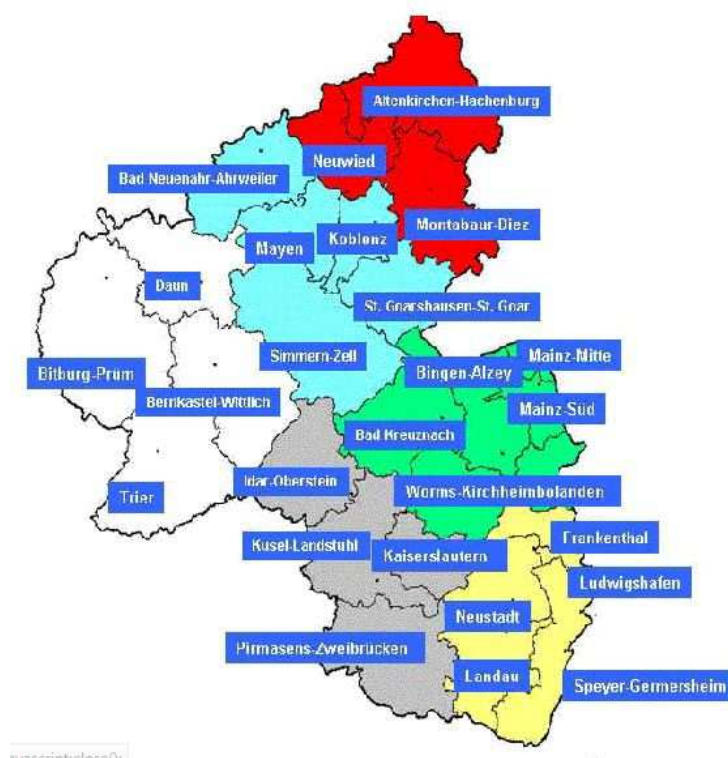 Altenkirchen-Hachenburg
Neuwied
Bad Neuenahr-Ahrweiler
Montabaur-Diez
Koblenz
Mayen
Daun
St. Goarshausen-St. Goar
Simmern-Zell
Mainz-Mitte
Bingen-Alzey
Bitburg-Prüm
Bernkastel-Wittlich
Mainz-Süd
Bad Kreuznach
Idar-Oberstein
Trier
Worms-Kirchheimbolanden
Frankenthal
Kusel-Landstuhl
Kaiserslautern
Ludwigshafen
Neustadt
Pirmasens-Zweibrücken
Landau
Speyer-Germersheim